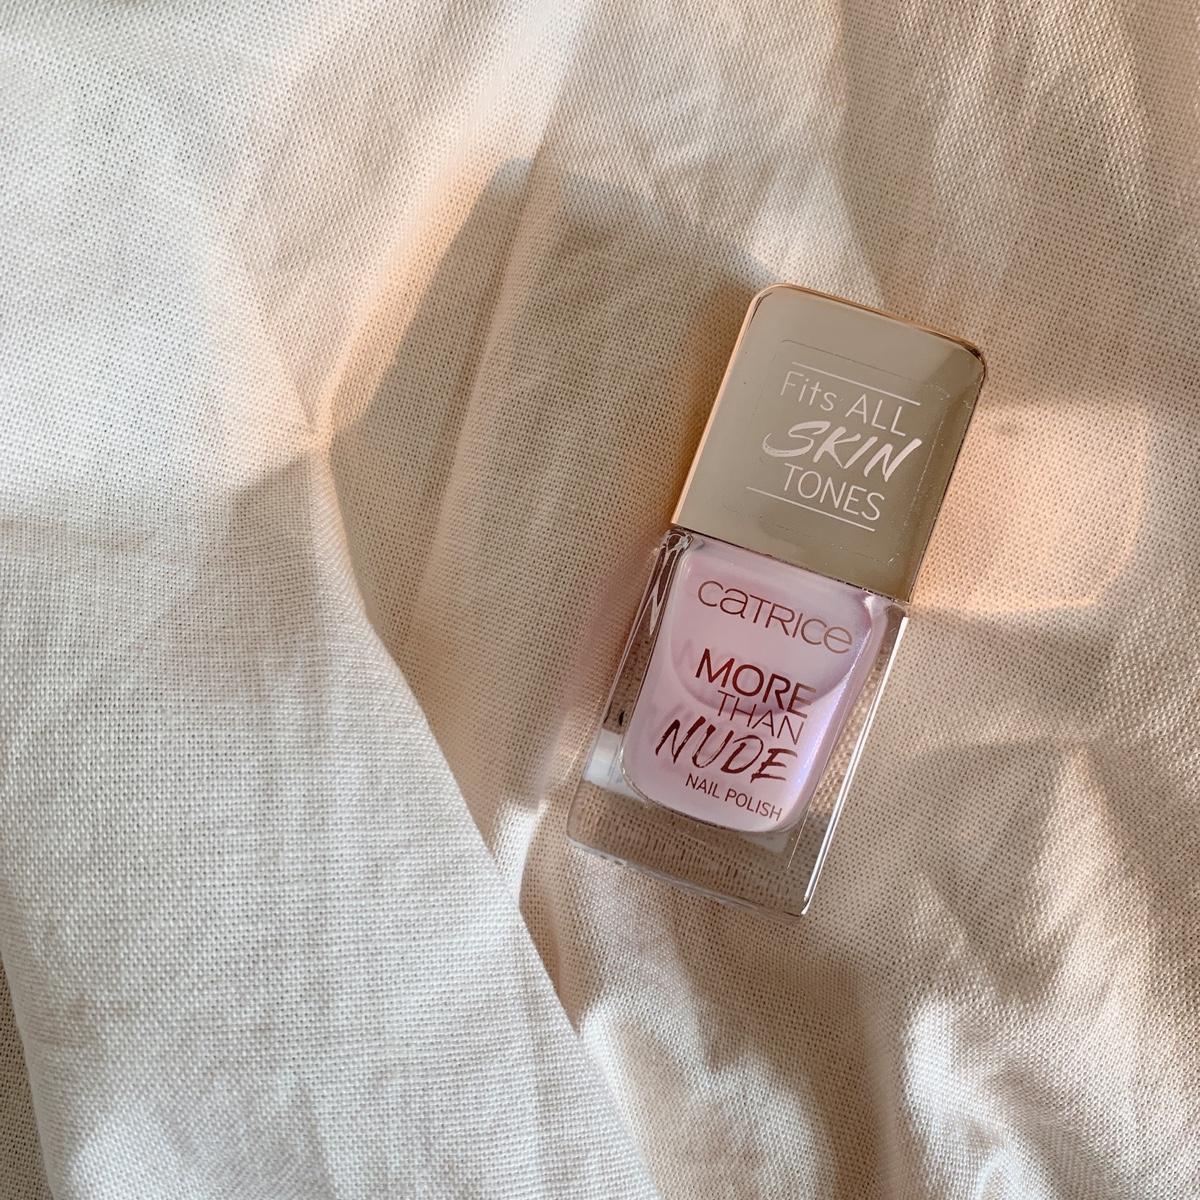 Fits ALL
SKIN
TONES
CATRICE
MORE
THAN
NUDE
NAIL POLISH